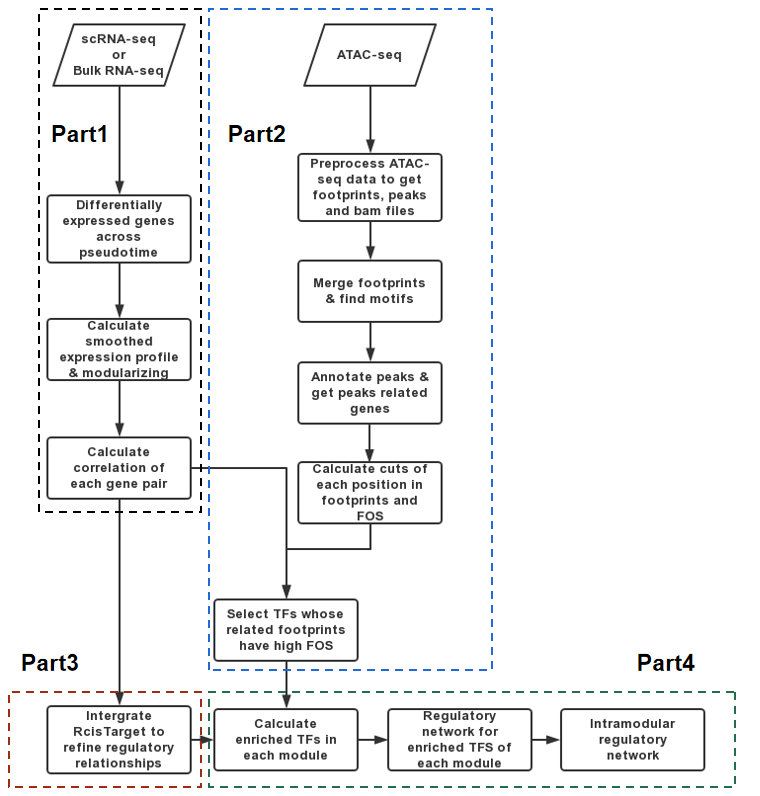 scRNA-seq
or
Bulk RNA-seq
Part1
Differentially
expressed genes
across
pseudotime
Calculate
smoothed
expression profile
& modularizing
Calculate
correlation of
each gene pair
ATAC-seq
Part2
Preprocess ATAC-
seq data to get
footprints, peaks
and bam files
Merge footprints
& find motifs
Annotate peaks &
get peaks related
genes
Calculate cuts of
each position in
footprints and
FOS
Select TFs whose
related footprints
have high FOS
Part3
Intergrate
RcisTarget to
refine regulatory
relationships
Part4
Calculate
enriched TFs in
each module
Regulatory
network for
enriched TFS of
each module
Intramodular
regulatory
network